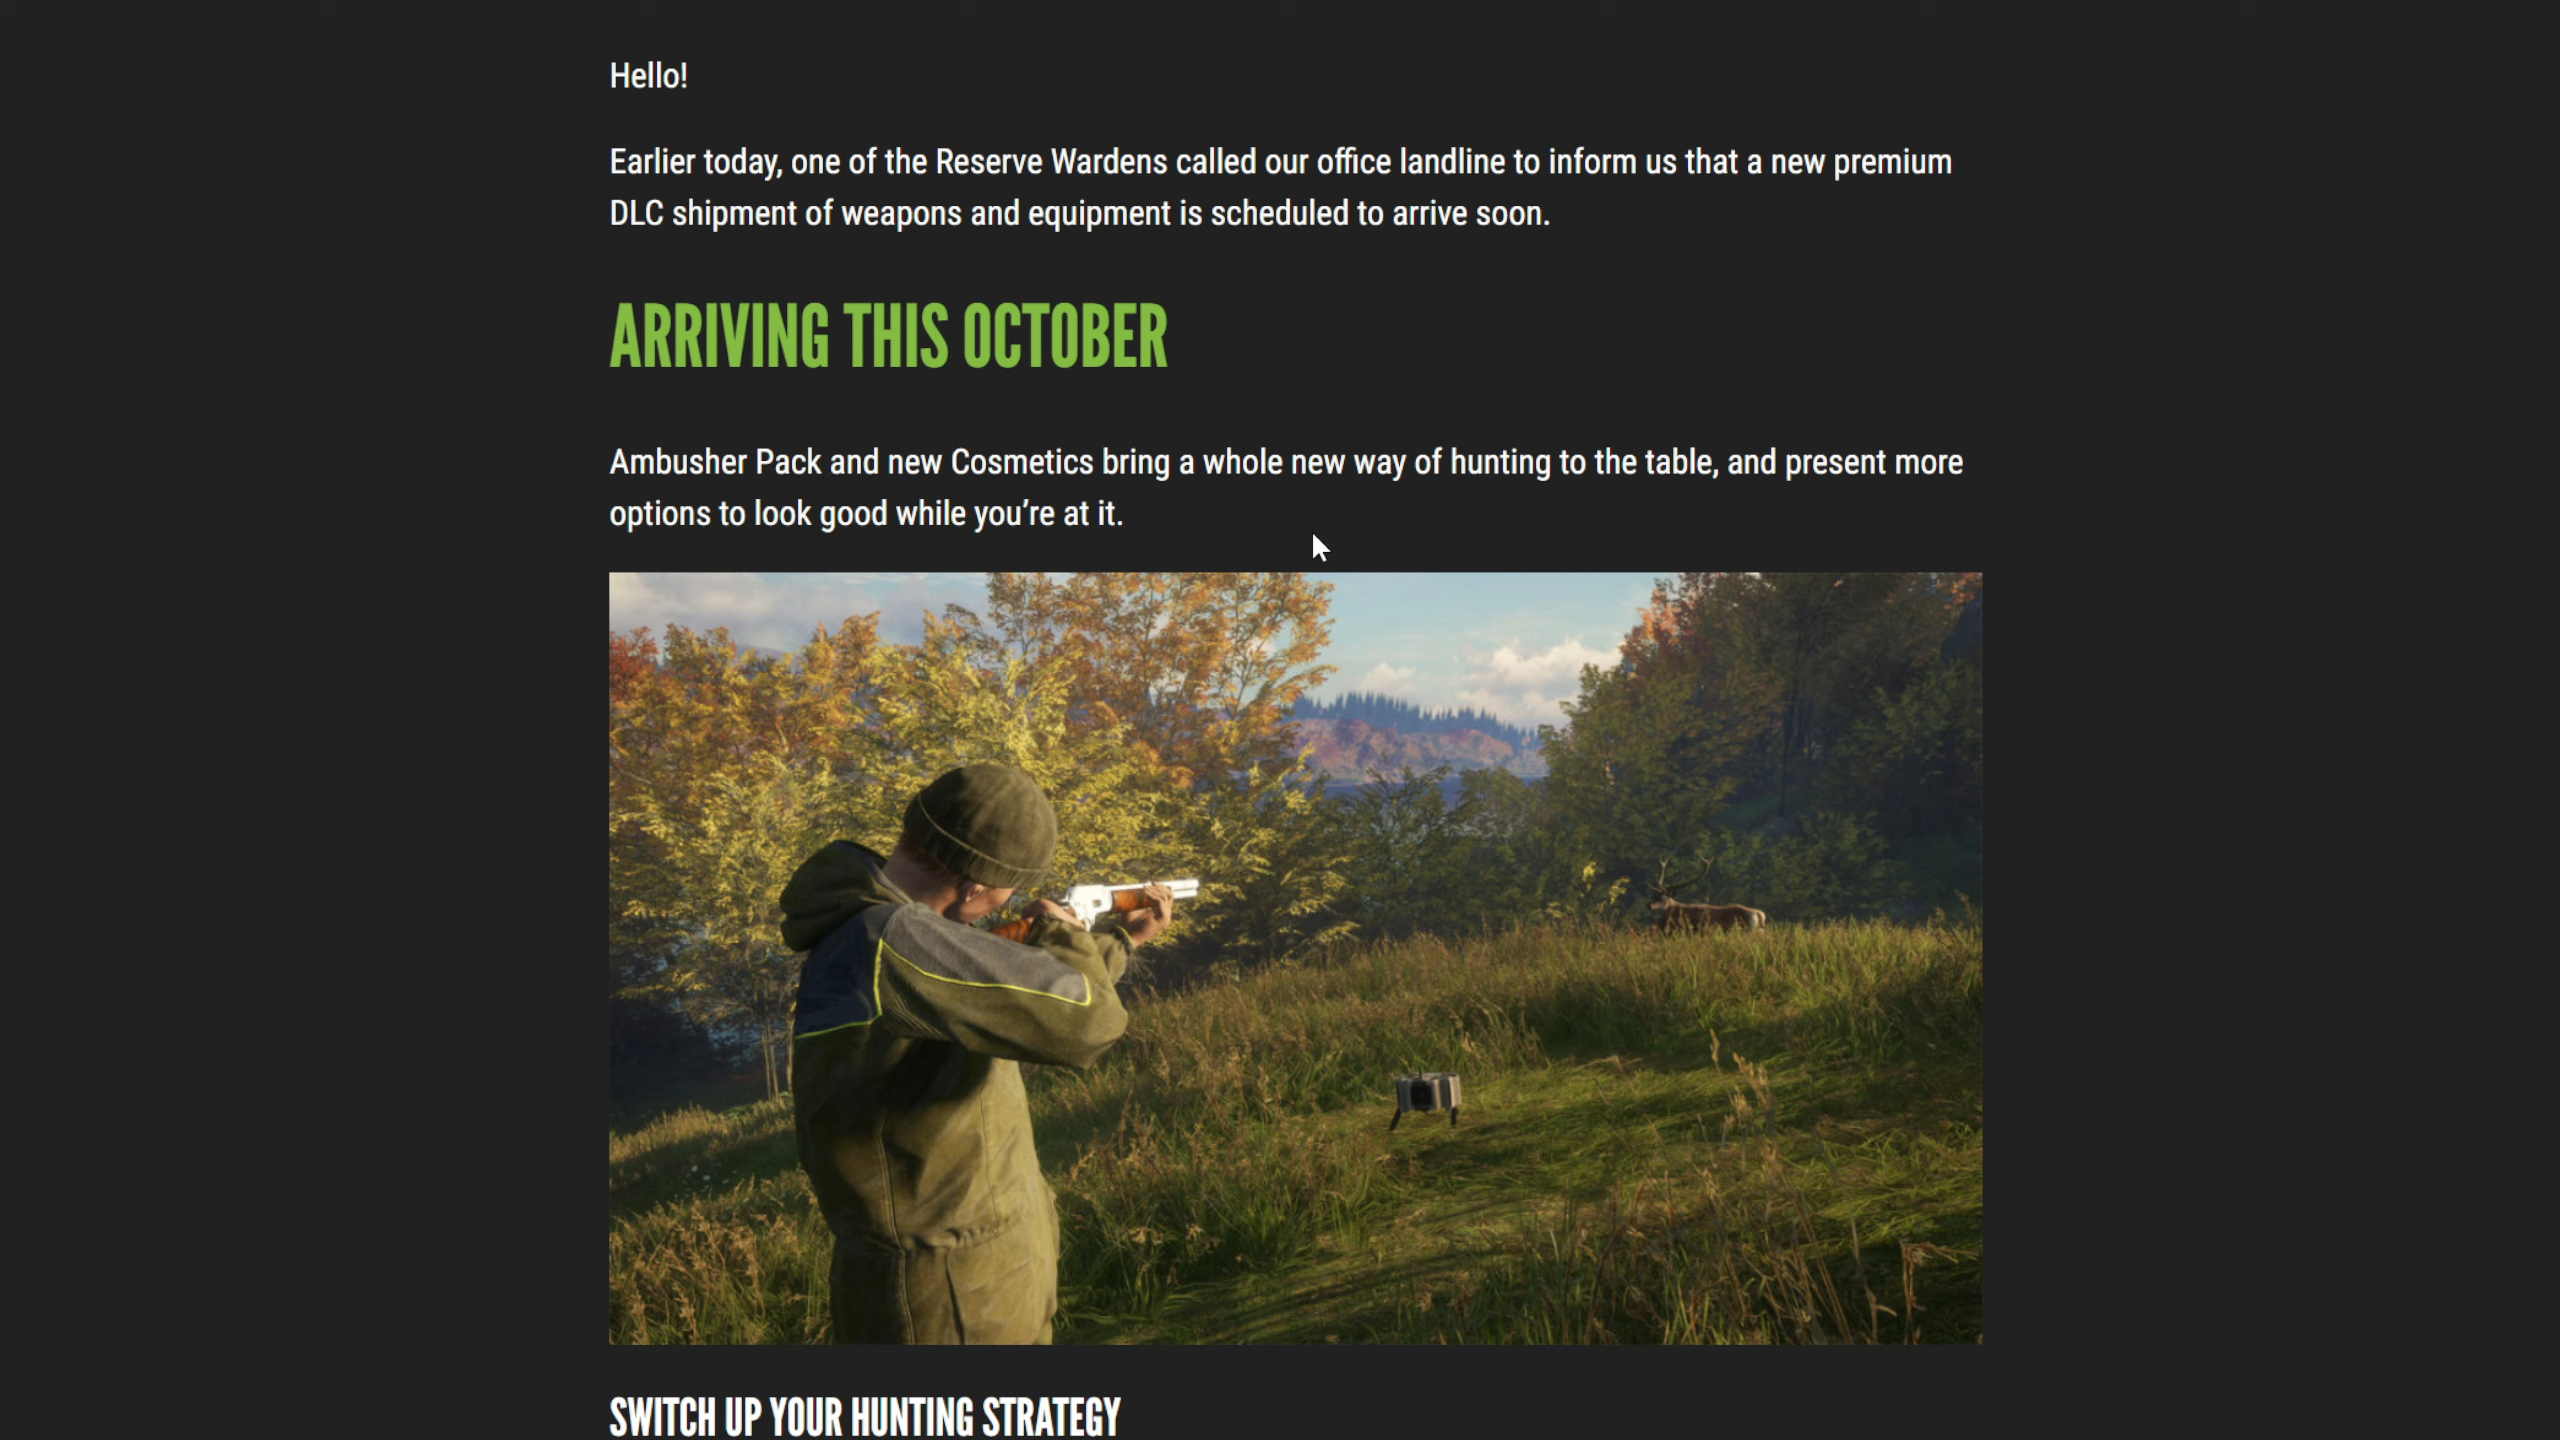 Hello!
Earlier today, one of the Reserve Wardens called our office landline to inform us that a new premium
DLC shipment of weapons and equipment is scheduled to arrive soon.
ARRIVING THIS OCTOBER
Ambusher Pack and new Cosmetics bring a whole new way of hunting to the table, and present more
options to look good while you’re at it.
SWITCH UP YOUR HUNTING STRATEGY